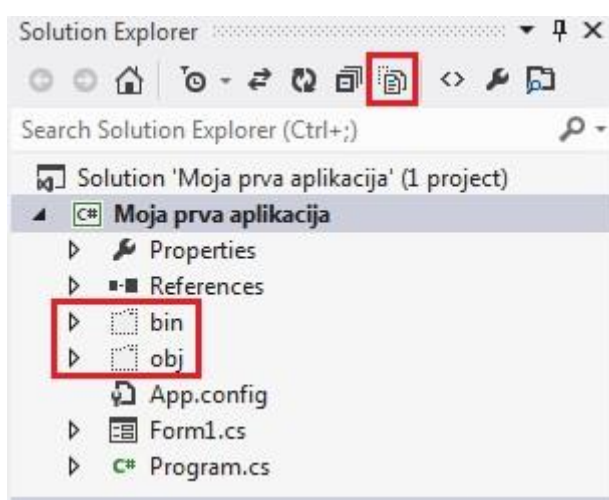 Solution Explorer
Search Solution Explorer (Ctrl+;)
Solution 'Moja prva aplikacija' (1 project)
C# Moja prva aplikacija
Properties
References
bin
obj
App.config
Form1.cs
C# Program.cs